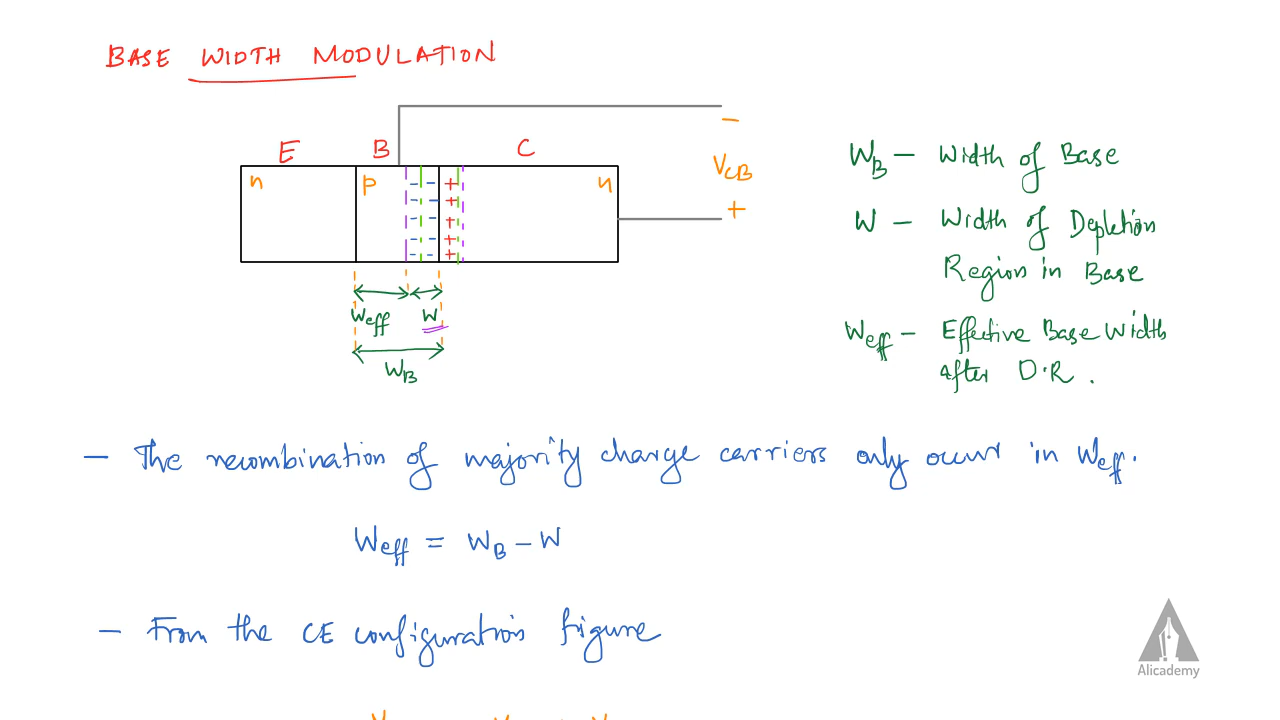 BASE WIDTH MODULATION
E B C
n p n
- - + 
- - +
- - +
- - +
- - +
−
VCB
+
Weff W
WB
WB − Width of Base
W − Width of Depletion
Region in Base
Weff − Effective Base Width
after D.R.
− The recombination of majority charge carriers only occur in Weff.
Weff = WB − W
− From the CE configuration figure
Alicademy